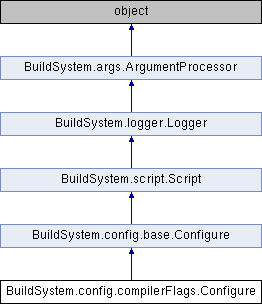 object
BuildSystem.args.ArgumentProcessor
BuildSystem.logger.Logger
BuildSystem.script.Script
BuildSystem.config.base.Configure
BuildSystem.config.compilerFlags.Configure